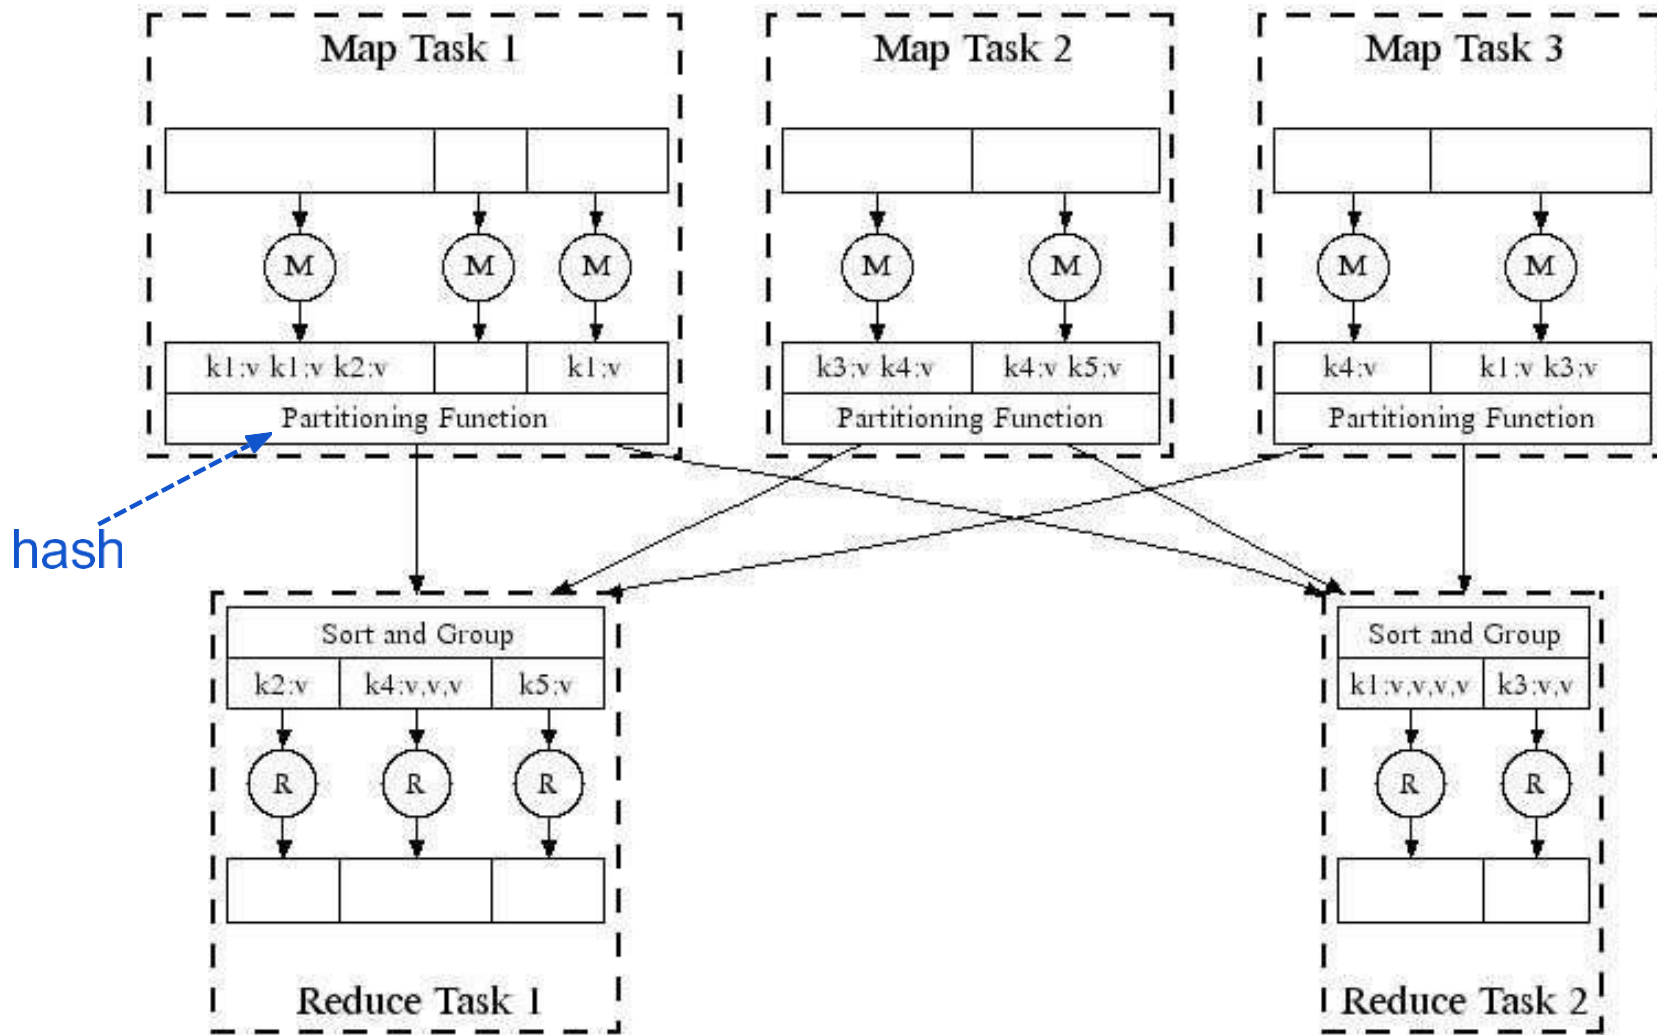 Map Task 1
Map Task 2
Map Task 3
M
M
M
M
M
M
M
k1:v k1:v k2:v
k1:v
k3:v k4:v
k4:v k5:v
k4:v
k1:v k3:v
Partitioning Function
Partitioning Function
Partitioning Function
hash
Sort and Group
Sort and Group
k2:v
k4:v,v,v
k5:v
k1:v,v,v,v
k3:v,v
R
R
R
R
R
Reduce Task 1
Reduce Task 2